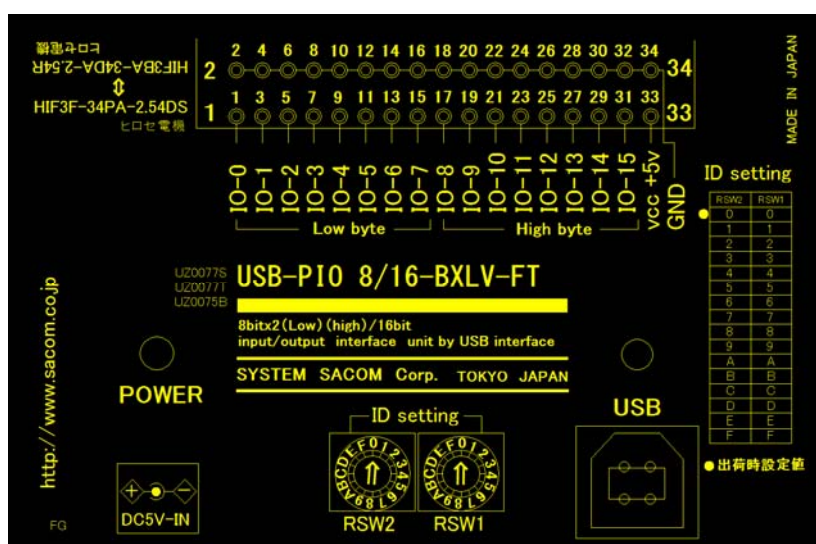 ヒロセ電機
HIF3BA-34DA-2.54R
⇕
HIF3F-34PA-2.54DS
ヒロセ電機
2 4 6 8 10 12 14 16 18 20 22 24 26 28 30 32 34
2 34
1 3 5 7 9 11 13 15 17 19 21 23 25 27 29 31 33
1 33
MADE IN JAPAN
IO-0
IO-1
IO-2
IO-3
IO-4
IO-5
IO-6
IO-7
IO-8
IO-9
IO-10
IO-11
IO-12
IO-13
IO-14
IO-15
vcc +5v
GND
Low byte
High byte
ID setting
RSW2 RSW1
● 0 0
1 1
2 2
3 3
4 4
5 5
6 6
7 7
8 8
9 9
A A
B B
C C
D D
E E
F F
●出荷時設定値
http://www.sacom.co.jp
UZ0077S
UZ0077T
UZ0075B
USB-PIO 8/16-BXLV-FT
8bitx2(Low)(high)/16bit
input/output interface unit by USB interface
SYSTEM SACOM Corp. TOKYO JAPAN
POWER
USB
ID setting
0123456789ABCDEF
0123456789ABCDEF
RSW2 RSW1
+ −
DC5V-IN
FG